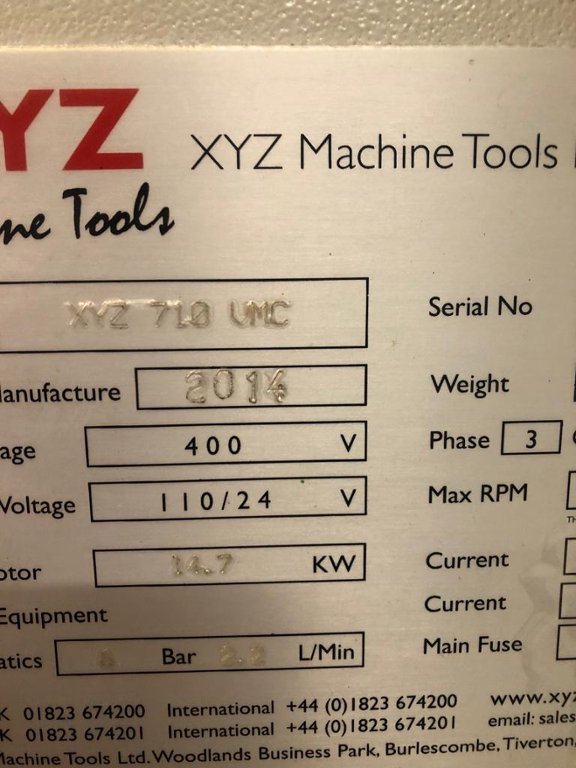 YZ XYZ Machine Tools
ne Tools
XYZ 710 VMC Serial No
anufacture 2014 Weight
age 400 V Phase 3
Voltage 110/24 V Max RPM
otor 14.7 KW Current
Equipment Current
atics Bar L/Min Main Fuse
K 01823 674200 International +44 (0)1823 674200 www.xyz
K 01823 674201 International +44 (0)1823 674201 email: sales
Machine Tools Ltd. Woodlands Business Park, Burlescombe, Tiverton,